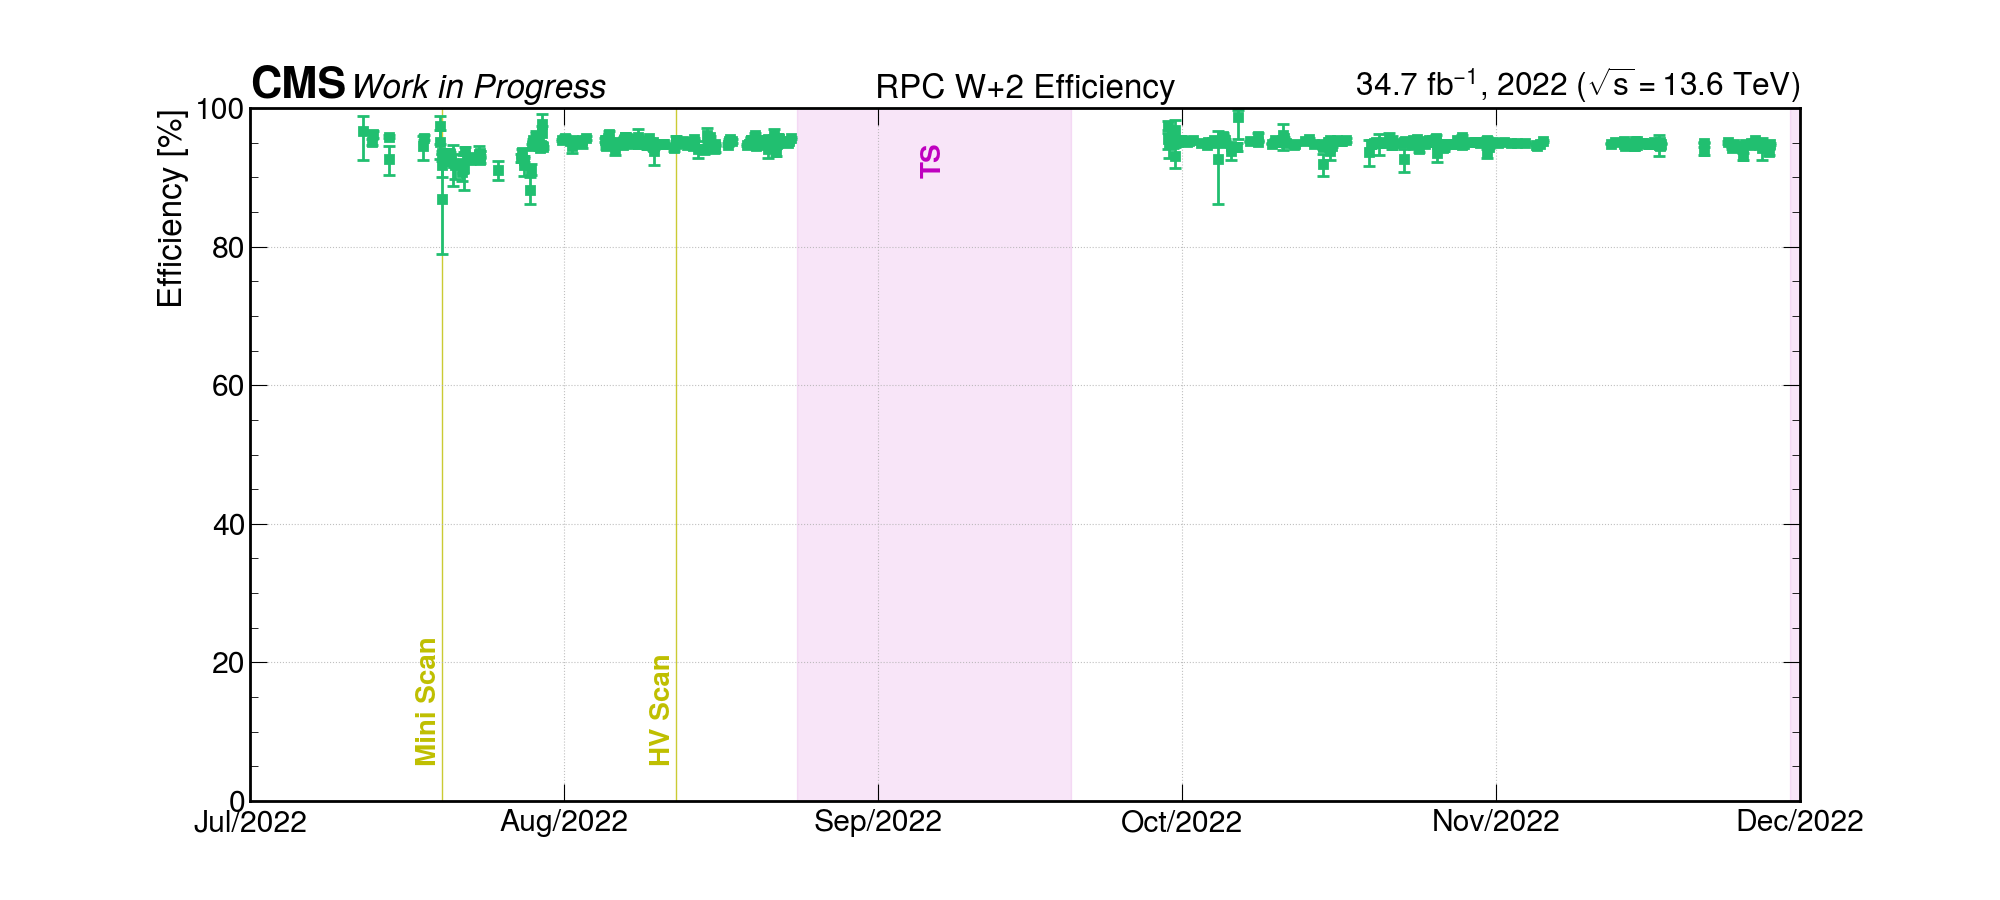 CMS Work in Progress
RPC W+2 Efficiency
34.7 fb⁻¹, 2022 (√s = 13.6 TeV)
Efficiency [%]
100
80
60
40
20
0
Mini Scan
HV Scan
TS
Jul/2022
Aug/2022
Sep/2022
Oct/2022
Nov/2022
Dec/2022